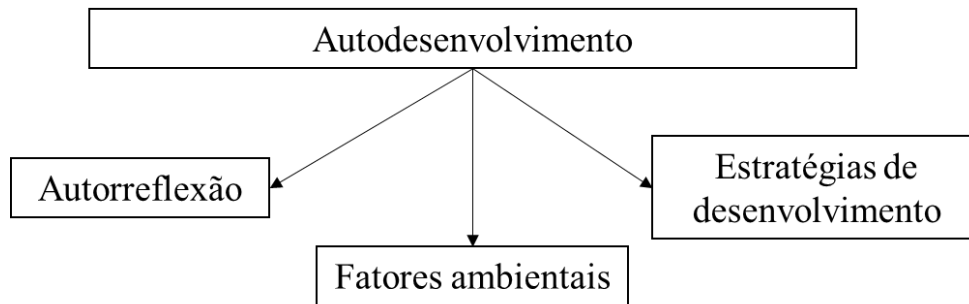 Autodesenvolvimento
Autorreflexão
Estratégias de
desenvolvimento
Fatores ambientais